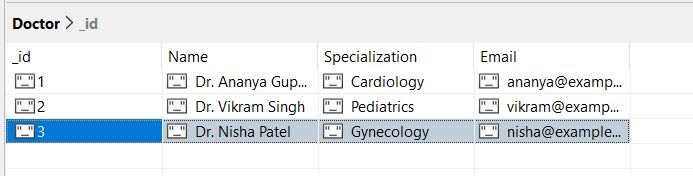 Doctor > _id
_id Name Specialization Email
1 Dr. Ananya Gup... Cardiology ananya@examp...
2 Dr. Vikram Singh Pediatrics vikram@examp...
3 Dr. Nisha Patel Gynecology nisha@example...